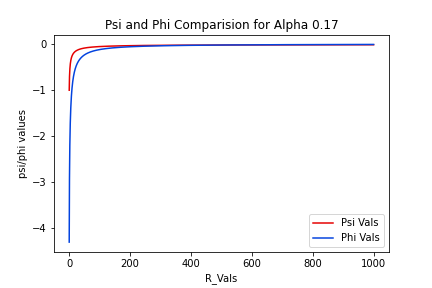 Psi and Phi Comparision for Alpha 0.17
0
−1
−2
−3
−4
psi/phi values
0 200 400 600 800 1000
R_Vals
Psi Vals
Phi Vals